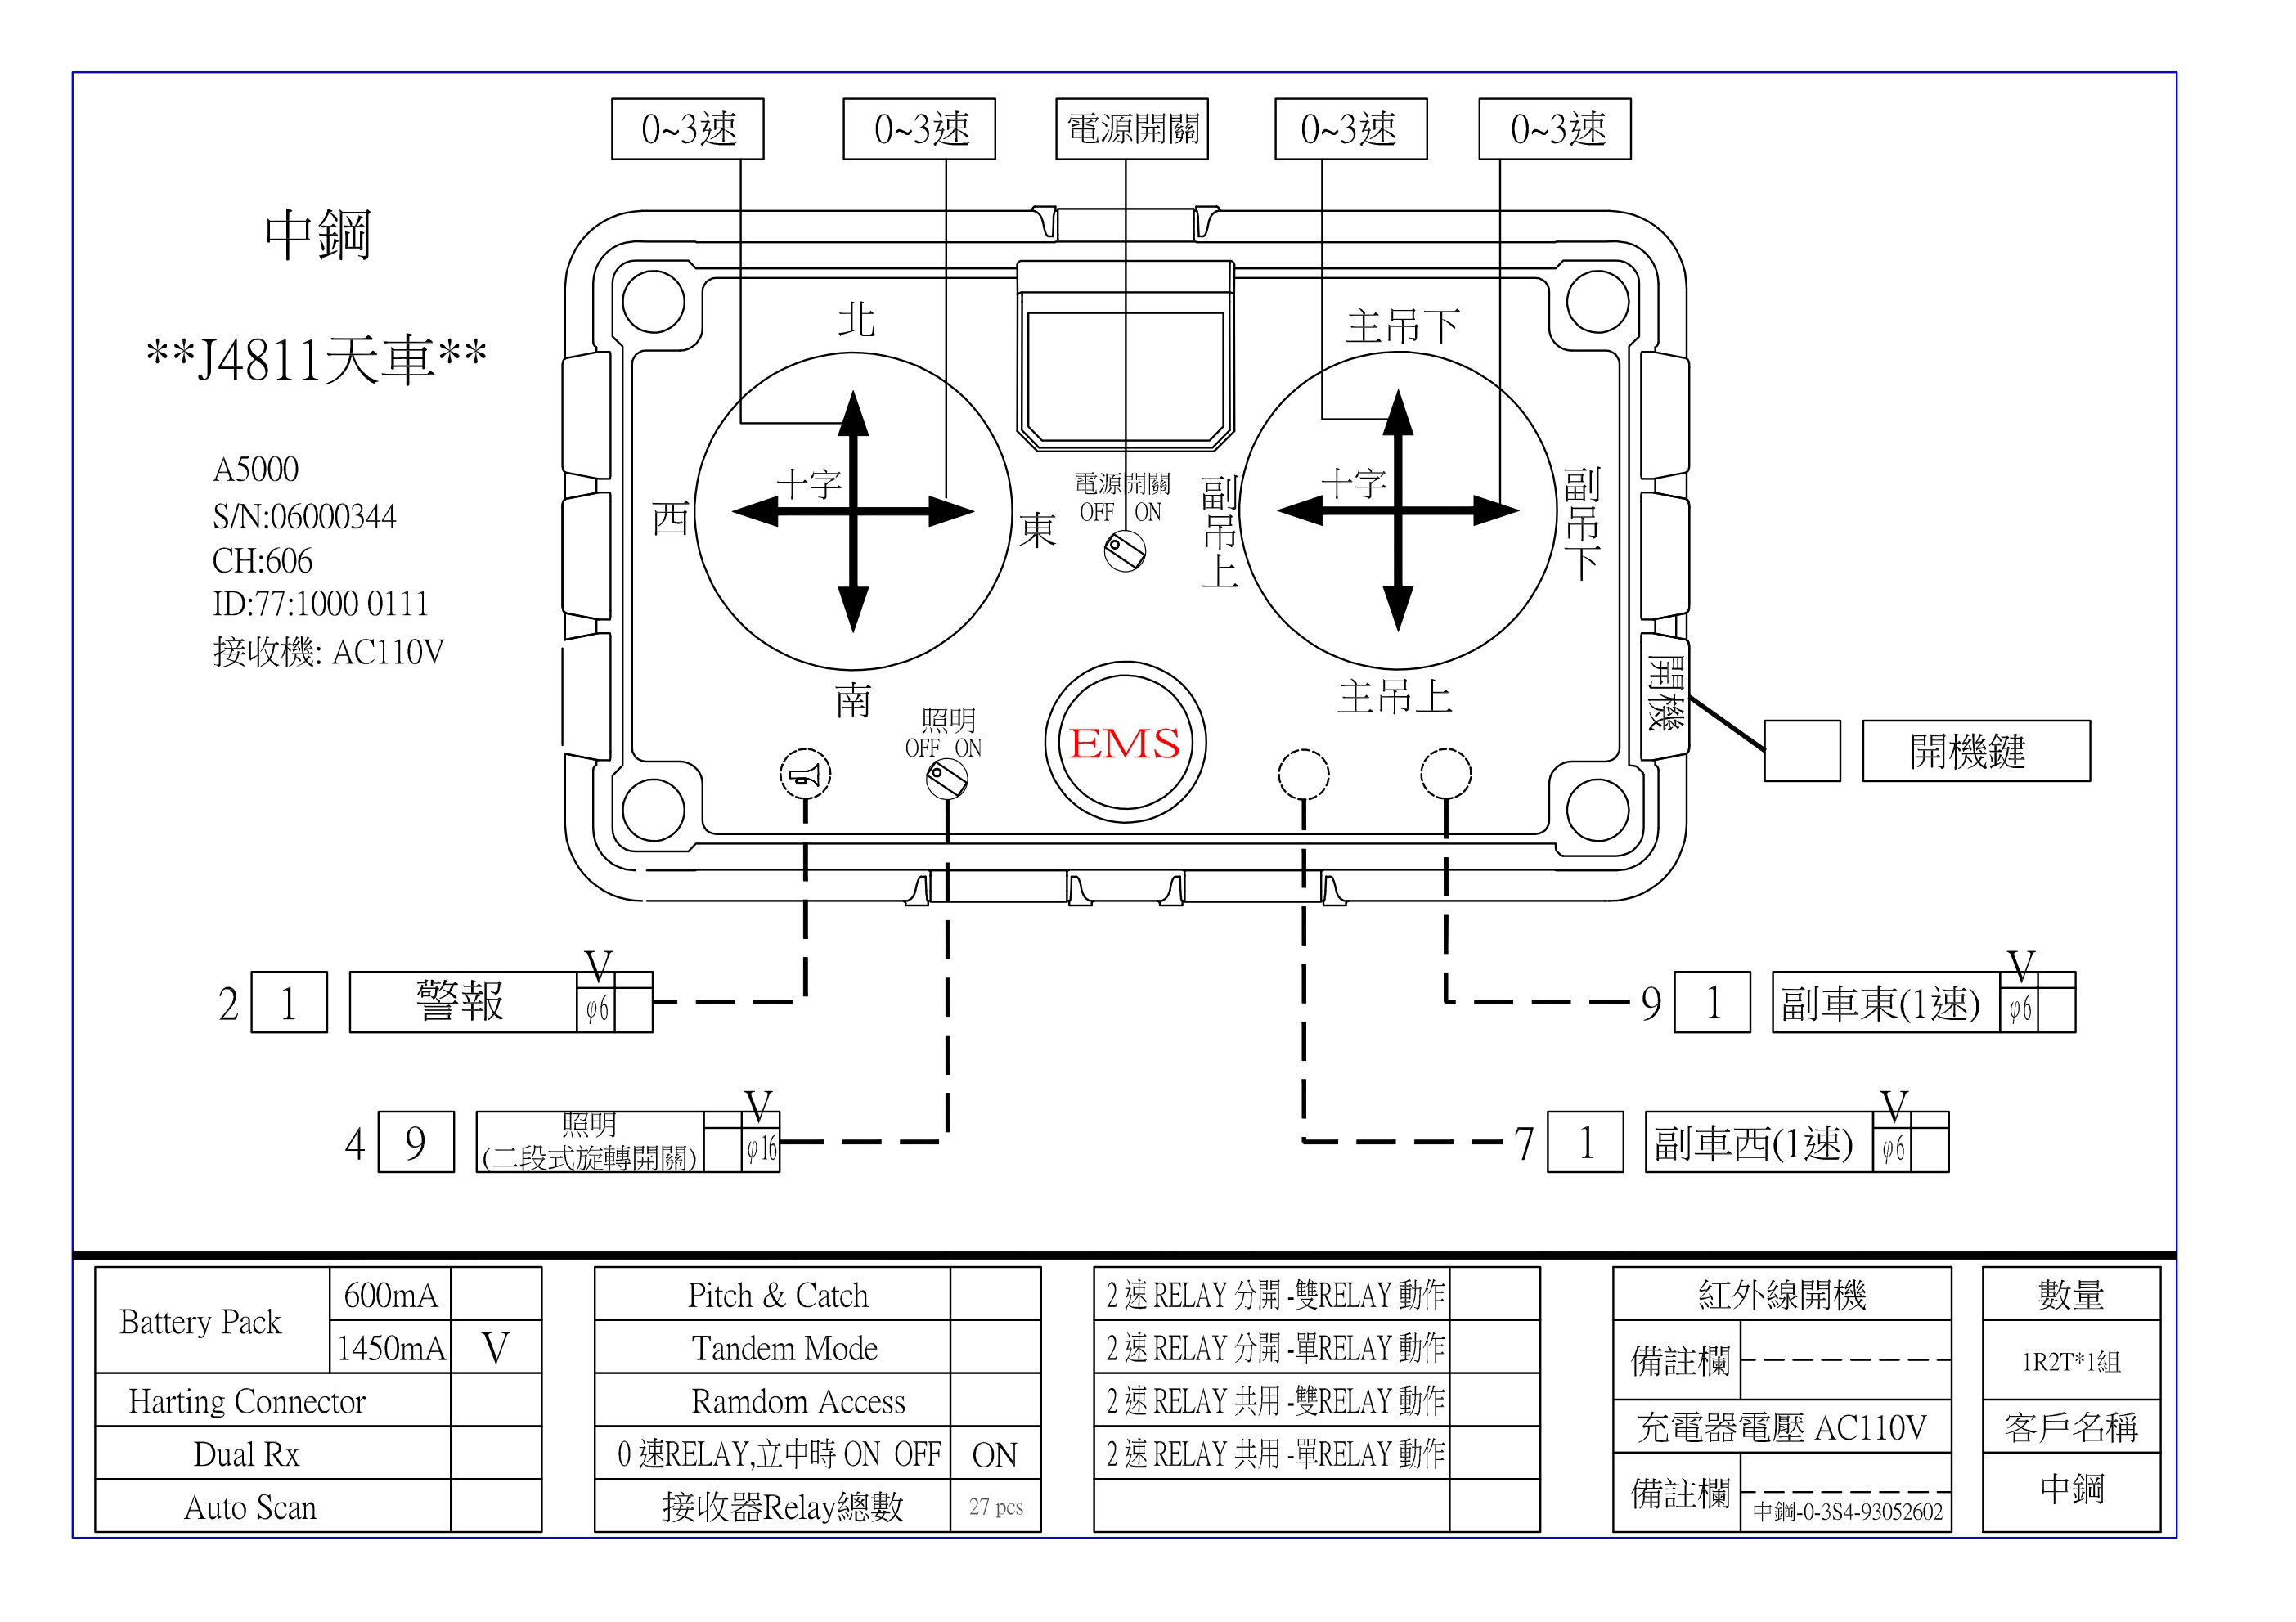 0~3速
0~3速
電源開關
0~3速
0~3速
中鋼
**J4811天車**
A5000
S/N:06000344
CH:606
ID:77:1000 0111
接收機: AC110V
北
西
十字
東
南
電源開關
OFF ON
主吊下
副吊上
十字
副吊下
主吊上
照明
OFF ON
EMS
開機
開機鍵
2 1 警報 V φ6
9 1 副車東(1速) V φ6
4 9 照明 V
(二段式旋轉開關) φ16
7 1 副車西(1速) V φ6
Battery Pack
600mA
1450mA V
Harting Connector
Dual Rx
Auto Scan
Pitch & Catch
Tandem Mode
Ramdom Access
0 速RELAY,立中時 ON OFF ON
接收器Relay總數 27 pcs
2 速 RELAY 分開 -雙RELAY 動作
2 速 RELAY 分開 -單RELAY 動作
2 速 RELAY 共用 -雙RELAY 動作
2 速 RELAY 共用 -單RELAY 動作
紅外線開機
備註欄
充電器電壓 AC110V
備註欄
中鋼-0-3S4-93052602
數量
1R2T*1組
客戶名稱
中鋼